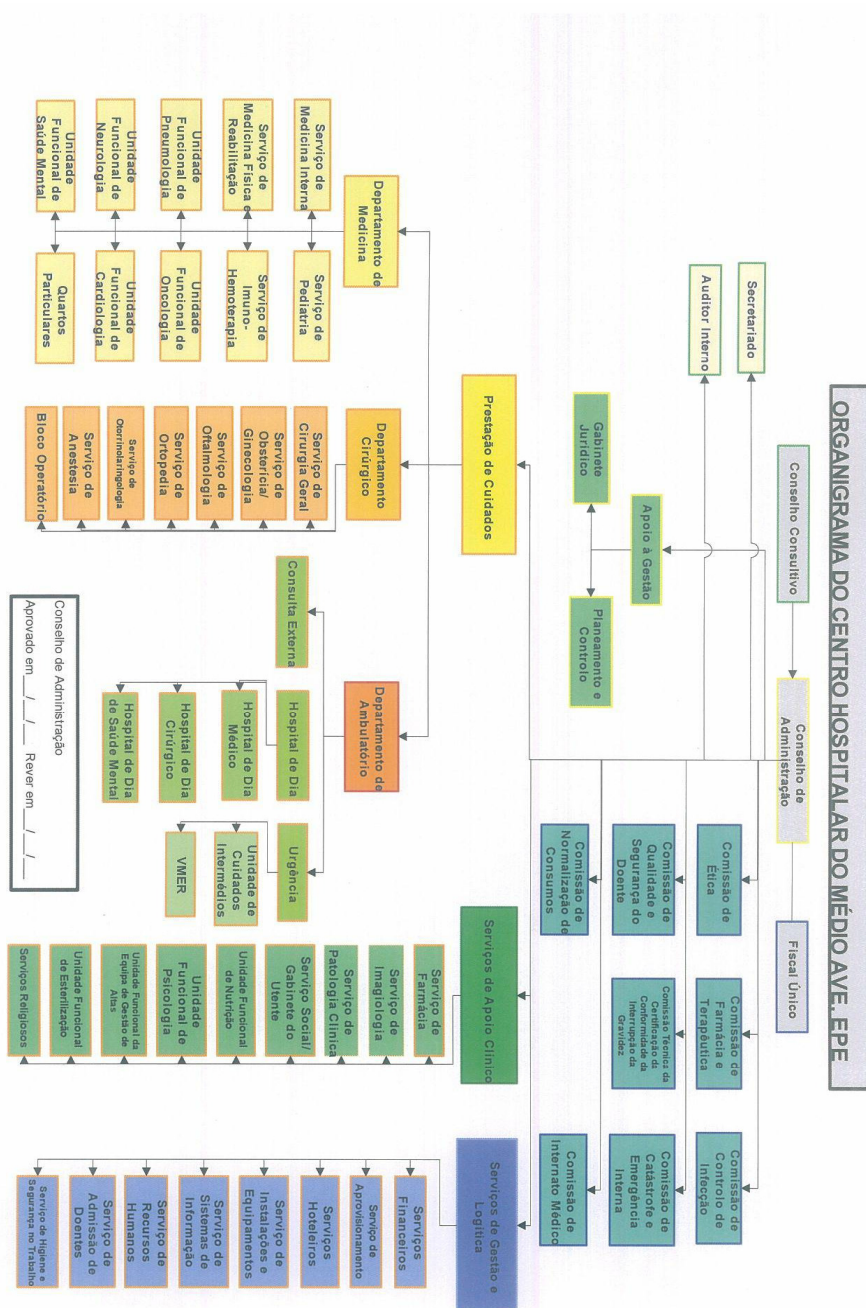 ORGANIGRAMA DO CENTRO HOSPITALAR DO MÉDIO AVE. EPE
Conselho Consultivo
Conselho de
Administração
Fiscal Único
Secretariado
Auditor Interno
Apoio à Gestão
Gabinete
Jurídico
Planeamento e
Controlo
Comissão de
Ética
Comissão de
Farmácia e
Terapêutica
Comissão de
Controlo de
Infecção
Comissão de
Qualidade e
Segurança do
Doente
Comissão Técnica da
Certificação da
Conformidade da
Interrupção da
Gravidez
Comissão de
Catástrofe e
Emergência
Interna
Comissão de
Normalização de
Consumos
Comissão de
Internato Médico
Prestação de Cuidados
Serviços de Apoio Clínico
Serviços de Gestão e
Logítica
Departamento de
Medicina
Departamento
Cirúrgico
Departamento de
Ambulatório
Serviço de
Medicina Interna
Serviço de
Pediatria
Serviço de
Medicina Física e
Reabilitação
Serviço de
Imuno-
Hemoterapia
Unidade
Funcional de
Pneumologia
Unidade
Funcional de
Oncologia
Unidade
Funcional de
Neurologia
Unidade
Funcional de
Cardiologia
Unidade
Funcional de
Saúde Mental
Quartos
Particulares
Serviço de
Cirurgia Geral
Serviço de
Obsterícia/
Ginecologia
Serviço de
Oftalmologia
Serviço de
Ortopedia
Serviço de
Otorrinolaringologia
Serviço de
Anestesia
Bloco Operatório
Consulta Externa
Hospital de Dia
Hospital de Dia
Médico
Hospital de Dia
Cirúrgico
Hospital de Dia
de Saúde Mental
Urgência
Unidade de
Cuidados
Intermédios
VMER
Serviço de
Farmácia
Serviço de
Imagiologia
Serviço de
Patologia Clínica
Serviço Social/
Gabinete do
Utente
Unidade Funcional
de Nutrição
Unidade
Funcional de
Psicologia
Unidade Funcional da
Equipa de Gestão de
Altas
Unidade Funcional
de Esterilização
Serviços Religiosos
Serviços
Financeiros
Serviço de
Aprovisionamento
Serviços
Hoteleiros
Serviço de
Instalações e
Equipamentos
Serviço de
Sistemas de
Informação
Serviço de
Recursos
Humanos
Serviço de
Admissão de
Doentes
Serviço de Higiene e
Segurança no Trabalho
Conselho de Administração
Aprovado em __/__/__ Rever em __/__/__